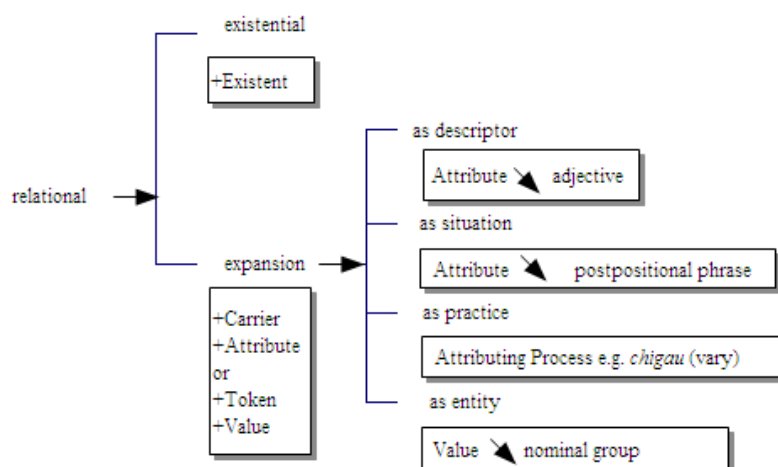 existential
+Existent
relational
expansion
+Carrier
+Attribute
or
+Token
+Value
as descriptor
Attribute adjective
as situation
Attribute postpositional phrase
as practice
Attributing Process e.g. chigau (vary)
as entity
Value nominal group